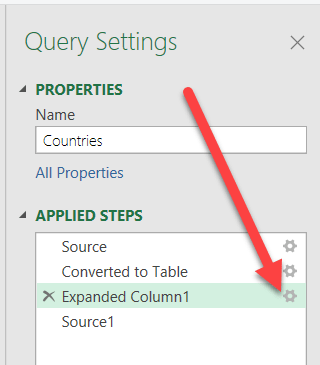 Query Settings
PROPERTIES
Name
Countries
All Properties
APPLIED STEPS
Source
Converted to Table
Expanded Column1
Source1